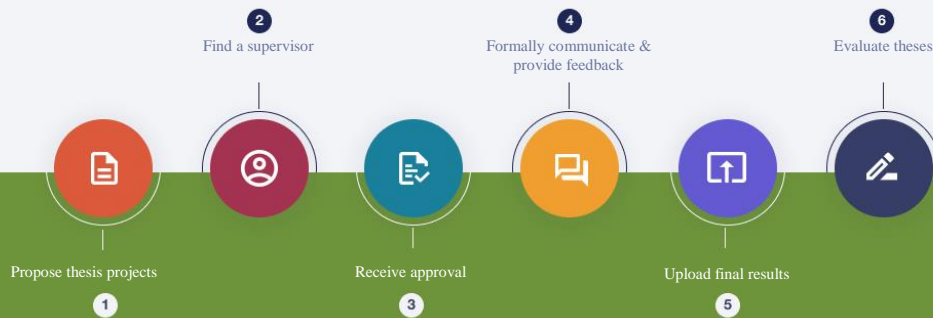 2
Find a supervisor
4
Formally communicate &
provide feedback
6
Evaluate theses
Propose thesis projects
1
Receive approval
3
Upload final results
5